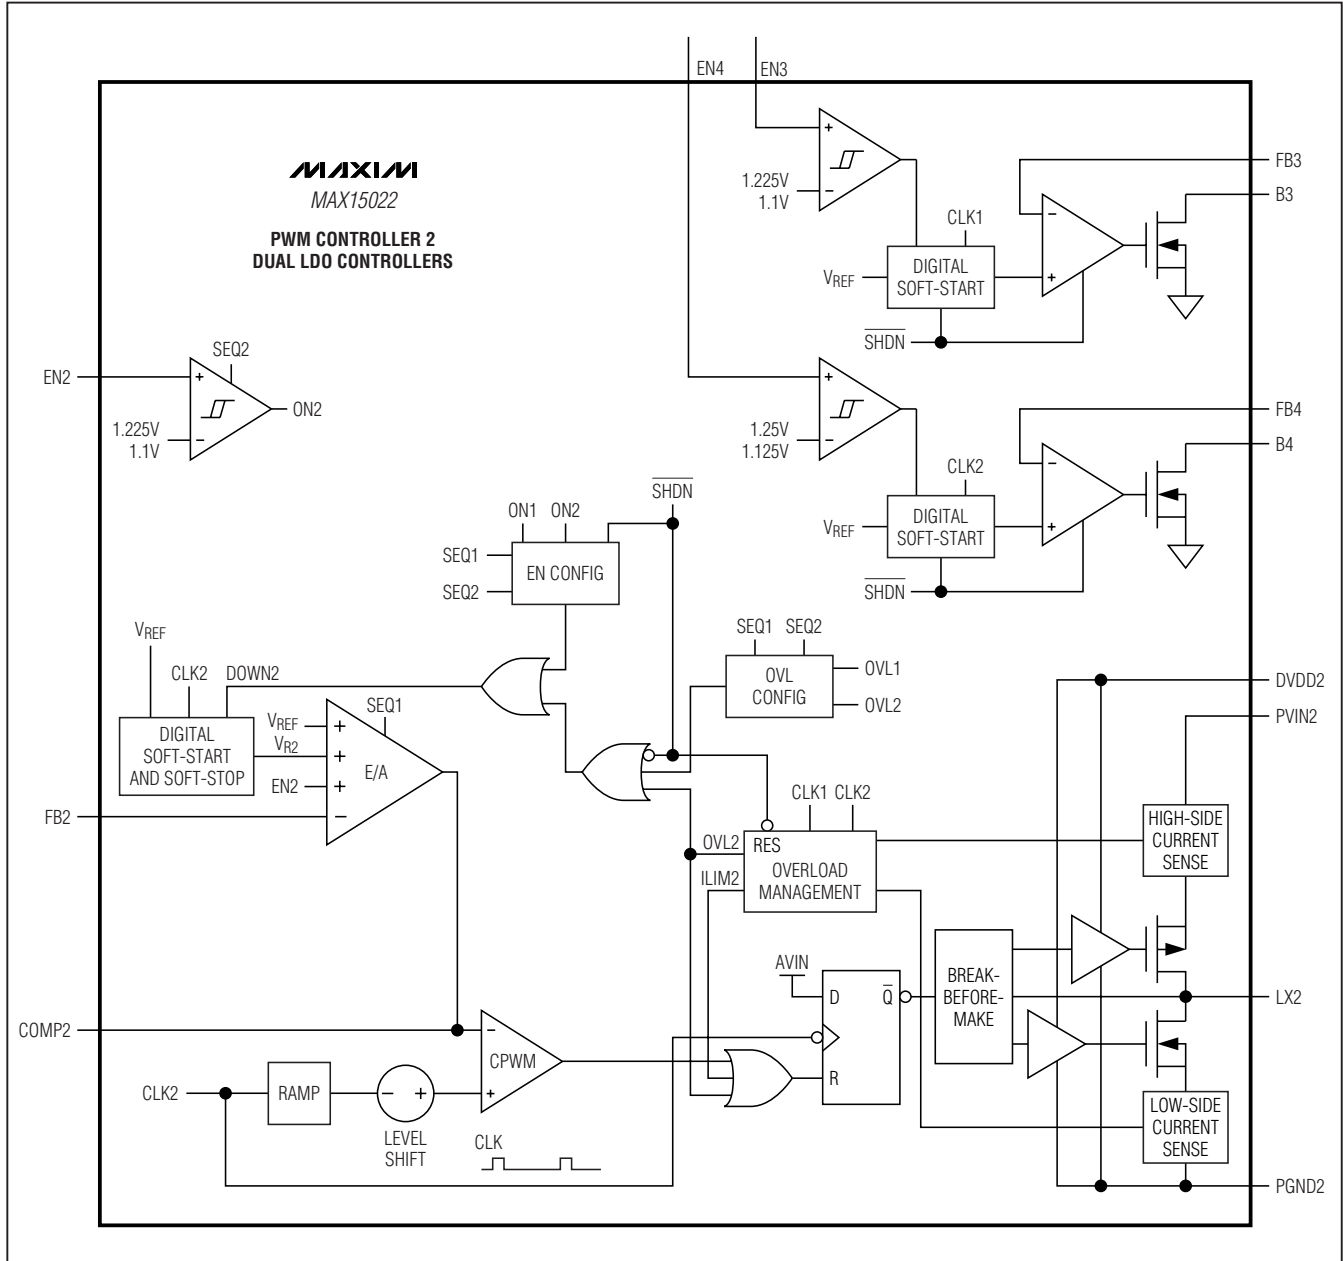 EN4
EN3
MAXIM
MAX15022
PWM CONTROLLER 2
DUAL LDO CONTROLLERS
+
1.225V
1.1V
−
CLK1
VREF
DIGITAL
SOFT-START
SHDN
−
+
FB3
B3
EN2
SEQ2
+
1.225V
1.1V
−
ON2
+
1.25V
1.125V
−
CLK2
VREF
DIGITAL
SOFT-START
SHDN
−
+
FB4
B4
SHDN
ON1
ON2
SEQ1
SEQ2
EN CONFIG
SEQ1
SEQ2
OVL
CONFIG
OVL1
OVL2
VREF
CLK2
DOWN2
DIGITAL
SOFT-START
AND SOFT-STOP
SEQ1
VREF
+
VR2
+
EN2
+
−
E/A
FB2
DVDD2
PVIN2
CLK1
CLK2
OVL2
ILIM2
RES
OVERLOAD
MANAGEMENT
HIGH-SIDE
CURRENT
SENSE
AVIN
D
Q
R
BREAK-
BEFORE-
MAKE
LX2
COMP2
−
CPWM
+
CLK2
RAMP
−
+
LEVEL
SHIFT
CLK
LOW-SIDE
CURRENT
SENSE
PGND2